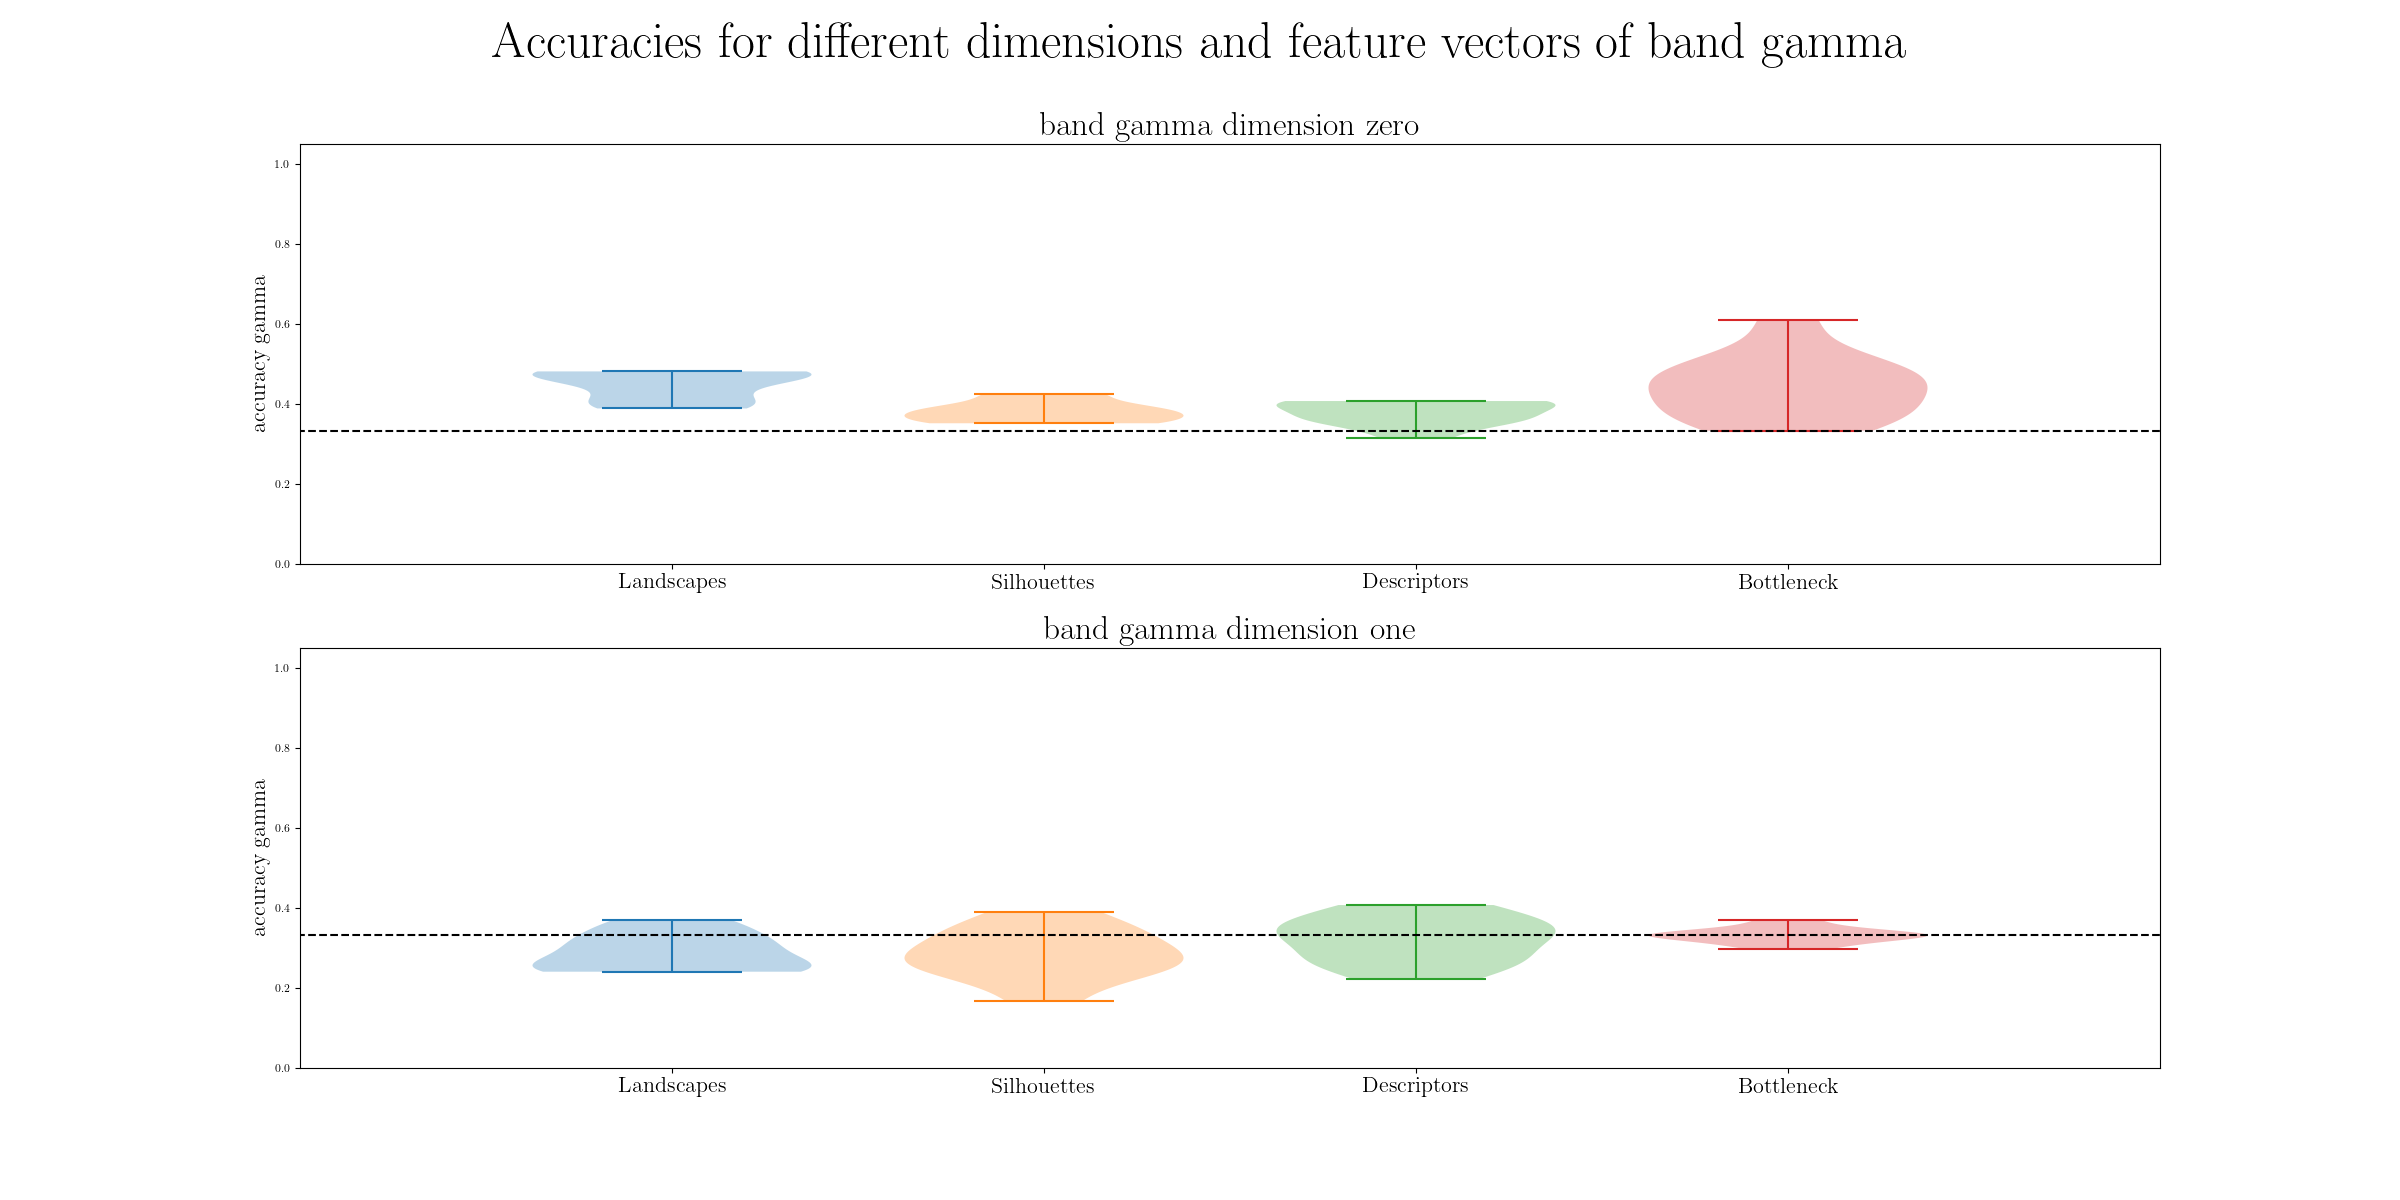 Accuracies for different dimensions and feature vectors of band gamma
band gamma dimension zero
1.0
0.8
0.6
0.4
0.2
0.0
accuracy gamma
Landscapes Silhouettes Descriptors Bottleneck
band gamma dimension one
1.0
0.8
0.6
0.4
0.2
0.0
accuracy gamma
Landscapes Silhouettes Descriptors Bottleneck